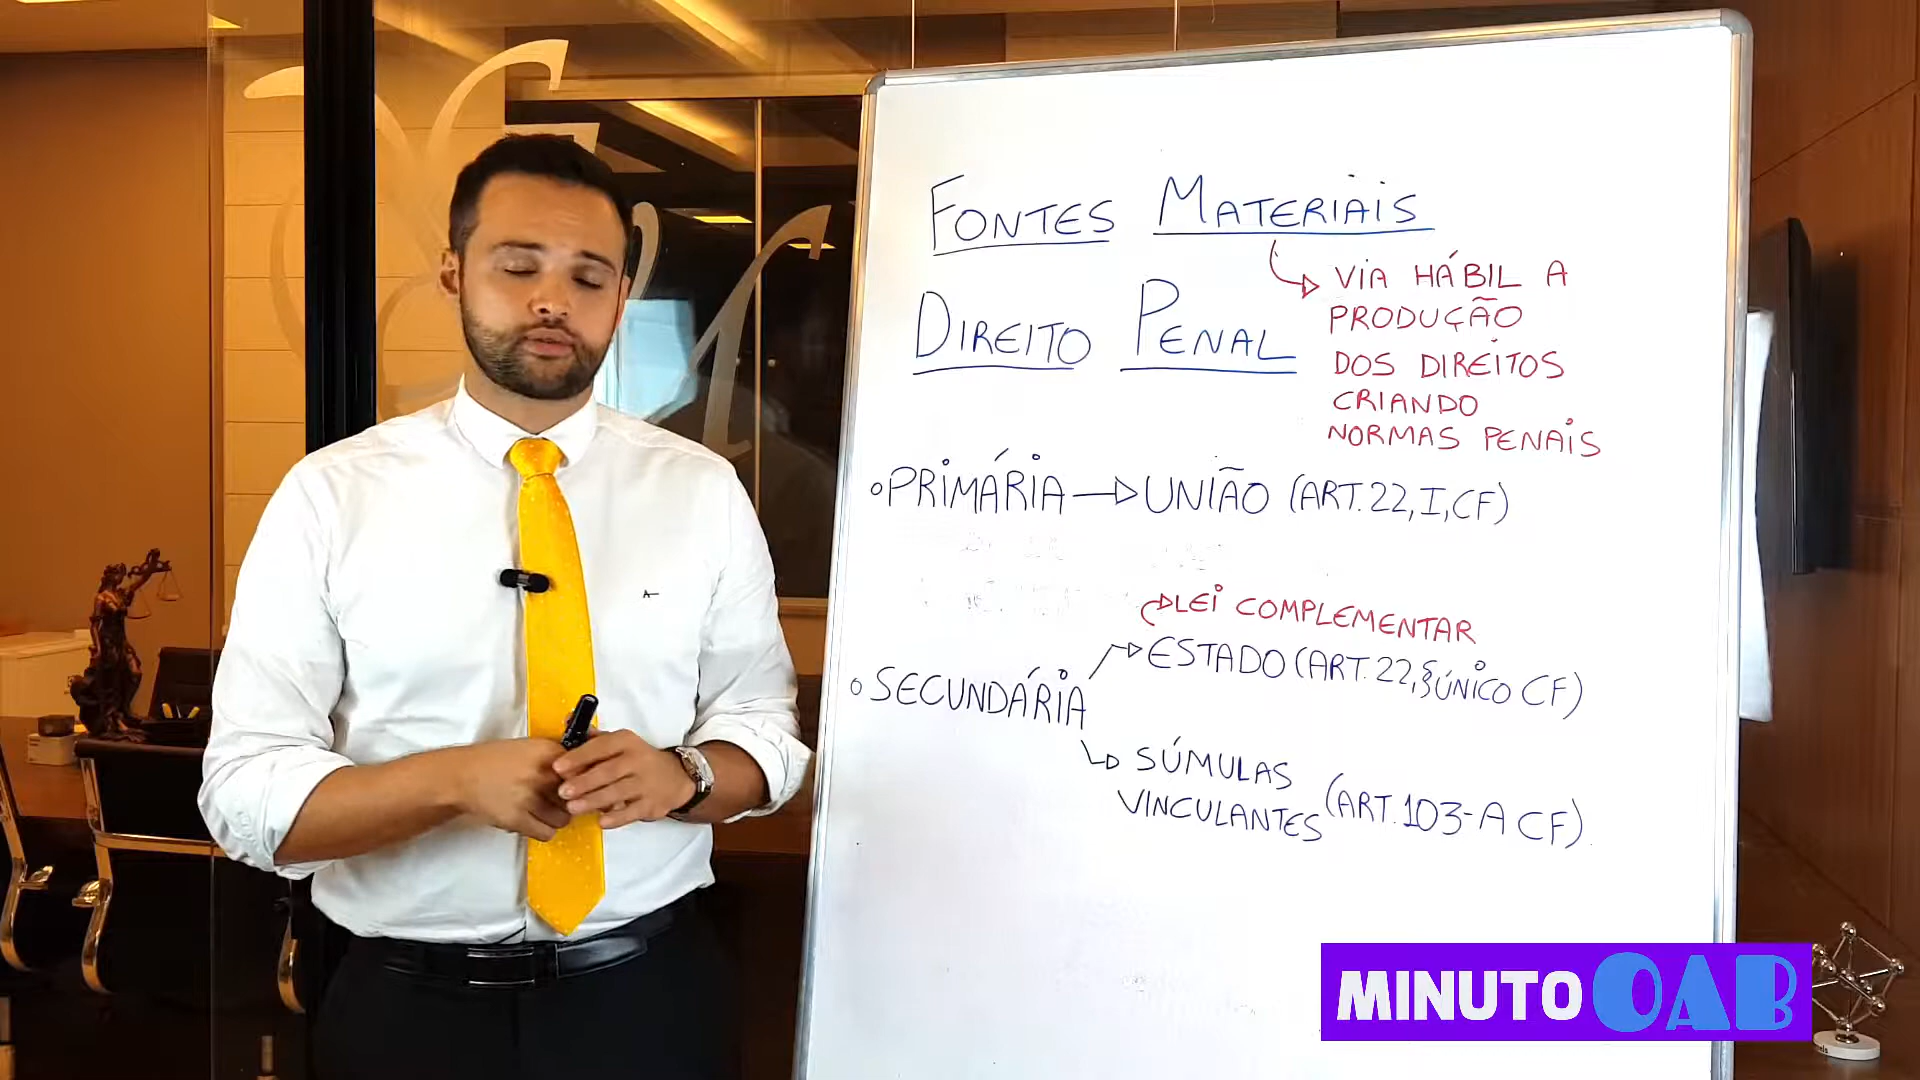 FONTES MATERIAIS
DIREITO PENAL
VIA HÁBIL A
PRODUÇÃO
DOS DIREITOS
CRIANDO
NORMAS PENAIS
PRIMÁRIA → UNIÃO (ART. 22, I, CF)
LEI COMPLEMENTAR
ESTADO (ART. 22, § ÚNICO CF)
SECUNDÁRIA
SÚMULAS
VINCULANTES (ART. 103-A CF).
MINUTO OAB